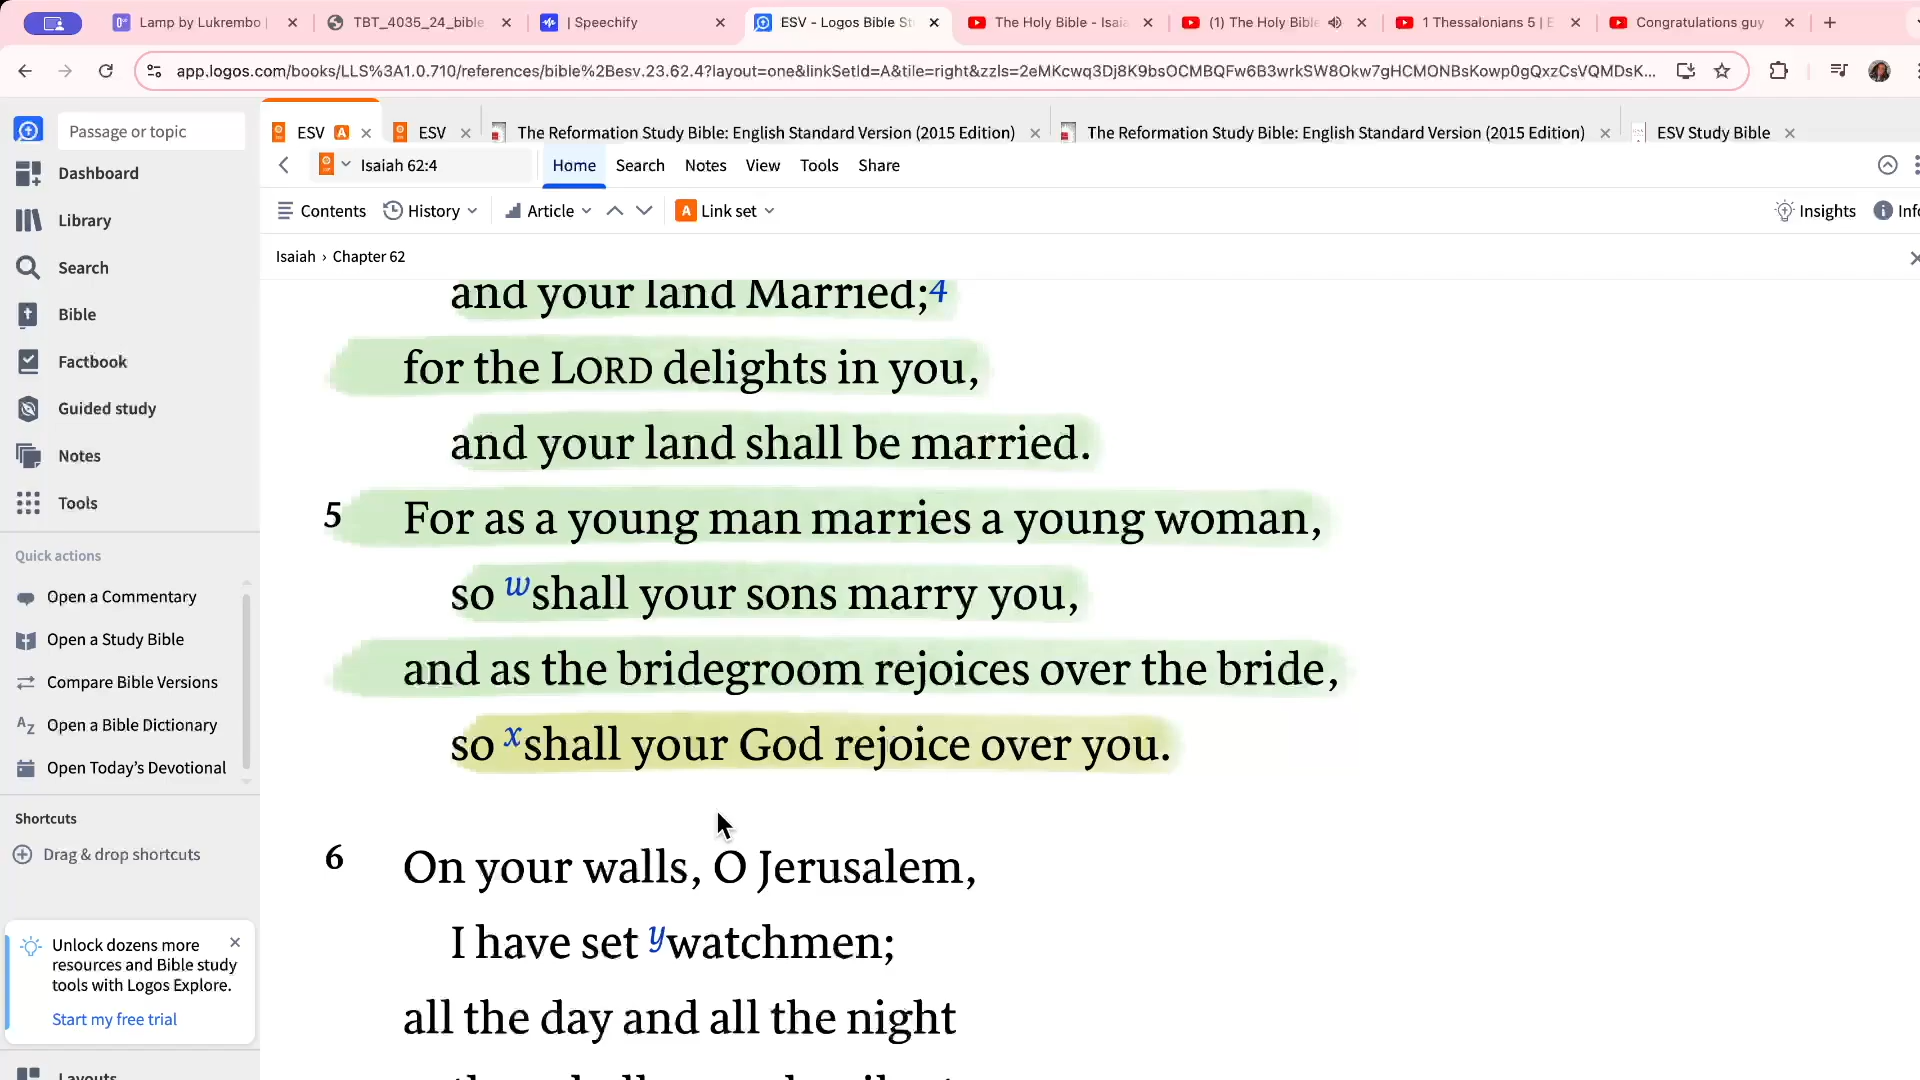 Lamp by Lukrembo |
TBT_4035_24_bible
| Speechify
ESV - Logos Bible St
The Holy Bible - Isaia
(1) The Holy Bible
1 Thessalonians 5 | E
Congratulations guy
app.logos.com/books/LLS%3A1.0.710/references/bible%2Besv.23.62.4?layout=one&linkSetId=A&tile=right&zzls=2eMKcwq3Dj8K9bsOCMBQFw6B3wrkSW8Okw7gHCMONBsKowp0gQxzCsVQMDsK...
Passage or topic
Dashboard
Library
Search
Bible
Factbook
Guided study
Notes
Tools
Quick actions
Open a Commentary
Open a Study Bible
Compare Bible Versions
Open a Bible Dictionary
Open Today's Devotional
Shortcuts
Drag & drop shortcuts
Unlock dozens more
resources and Bible study
tools with Logos Explore.
Start my free trial
ESV A
ESV
The Reformation Study Bible: English Standard Version (2015 Edition)
The Reformation Study Bible: English Standard Version (2015 Edition)
ESV Study Bible
Isaiah 62:4
Home Search Notes View Tools Share
Contents History Article A Link set Insights Info
Isaiah › Chapter 62
and your land Married;4
for the LORD delights in you,
and your land shall be married.
5 For as a young man marries a young woman,
so w shall your sons marry you,
and as the bridegroom rejoices over the bride,
so x shall your God rejoice over you.
6 On your walls, O Jerusalem,
I have set y watchmen;
all the day and all the night